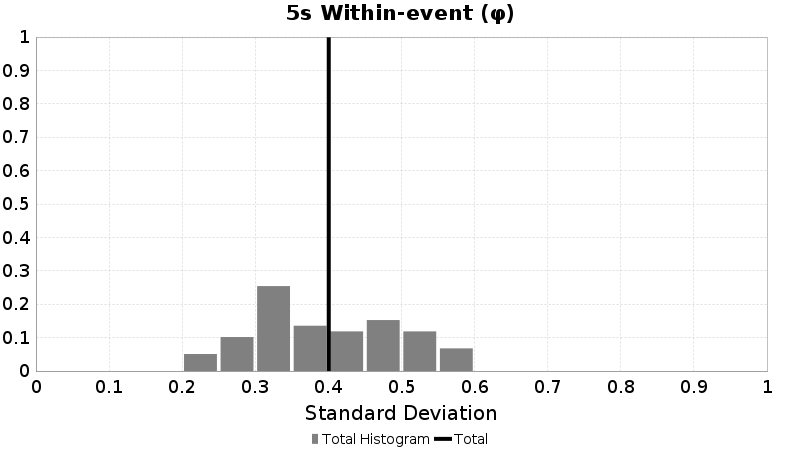 5s Within-event (φ)
1
0.9
0.8
0.7
0.6
0.5
0.4
0.3
0.2
0.1
0
0 0.1 0.2 0.3 0.4 0.5 0.6 0.7 0.8 0.9 1
Standard Deviation
Total Histogram Total